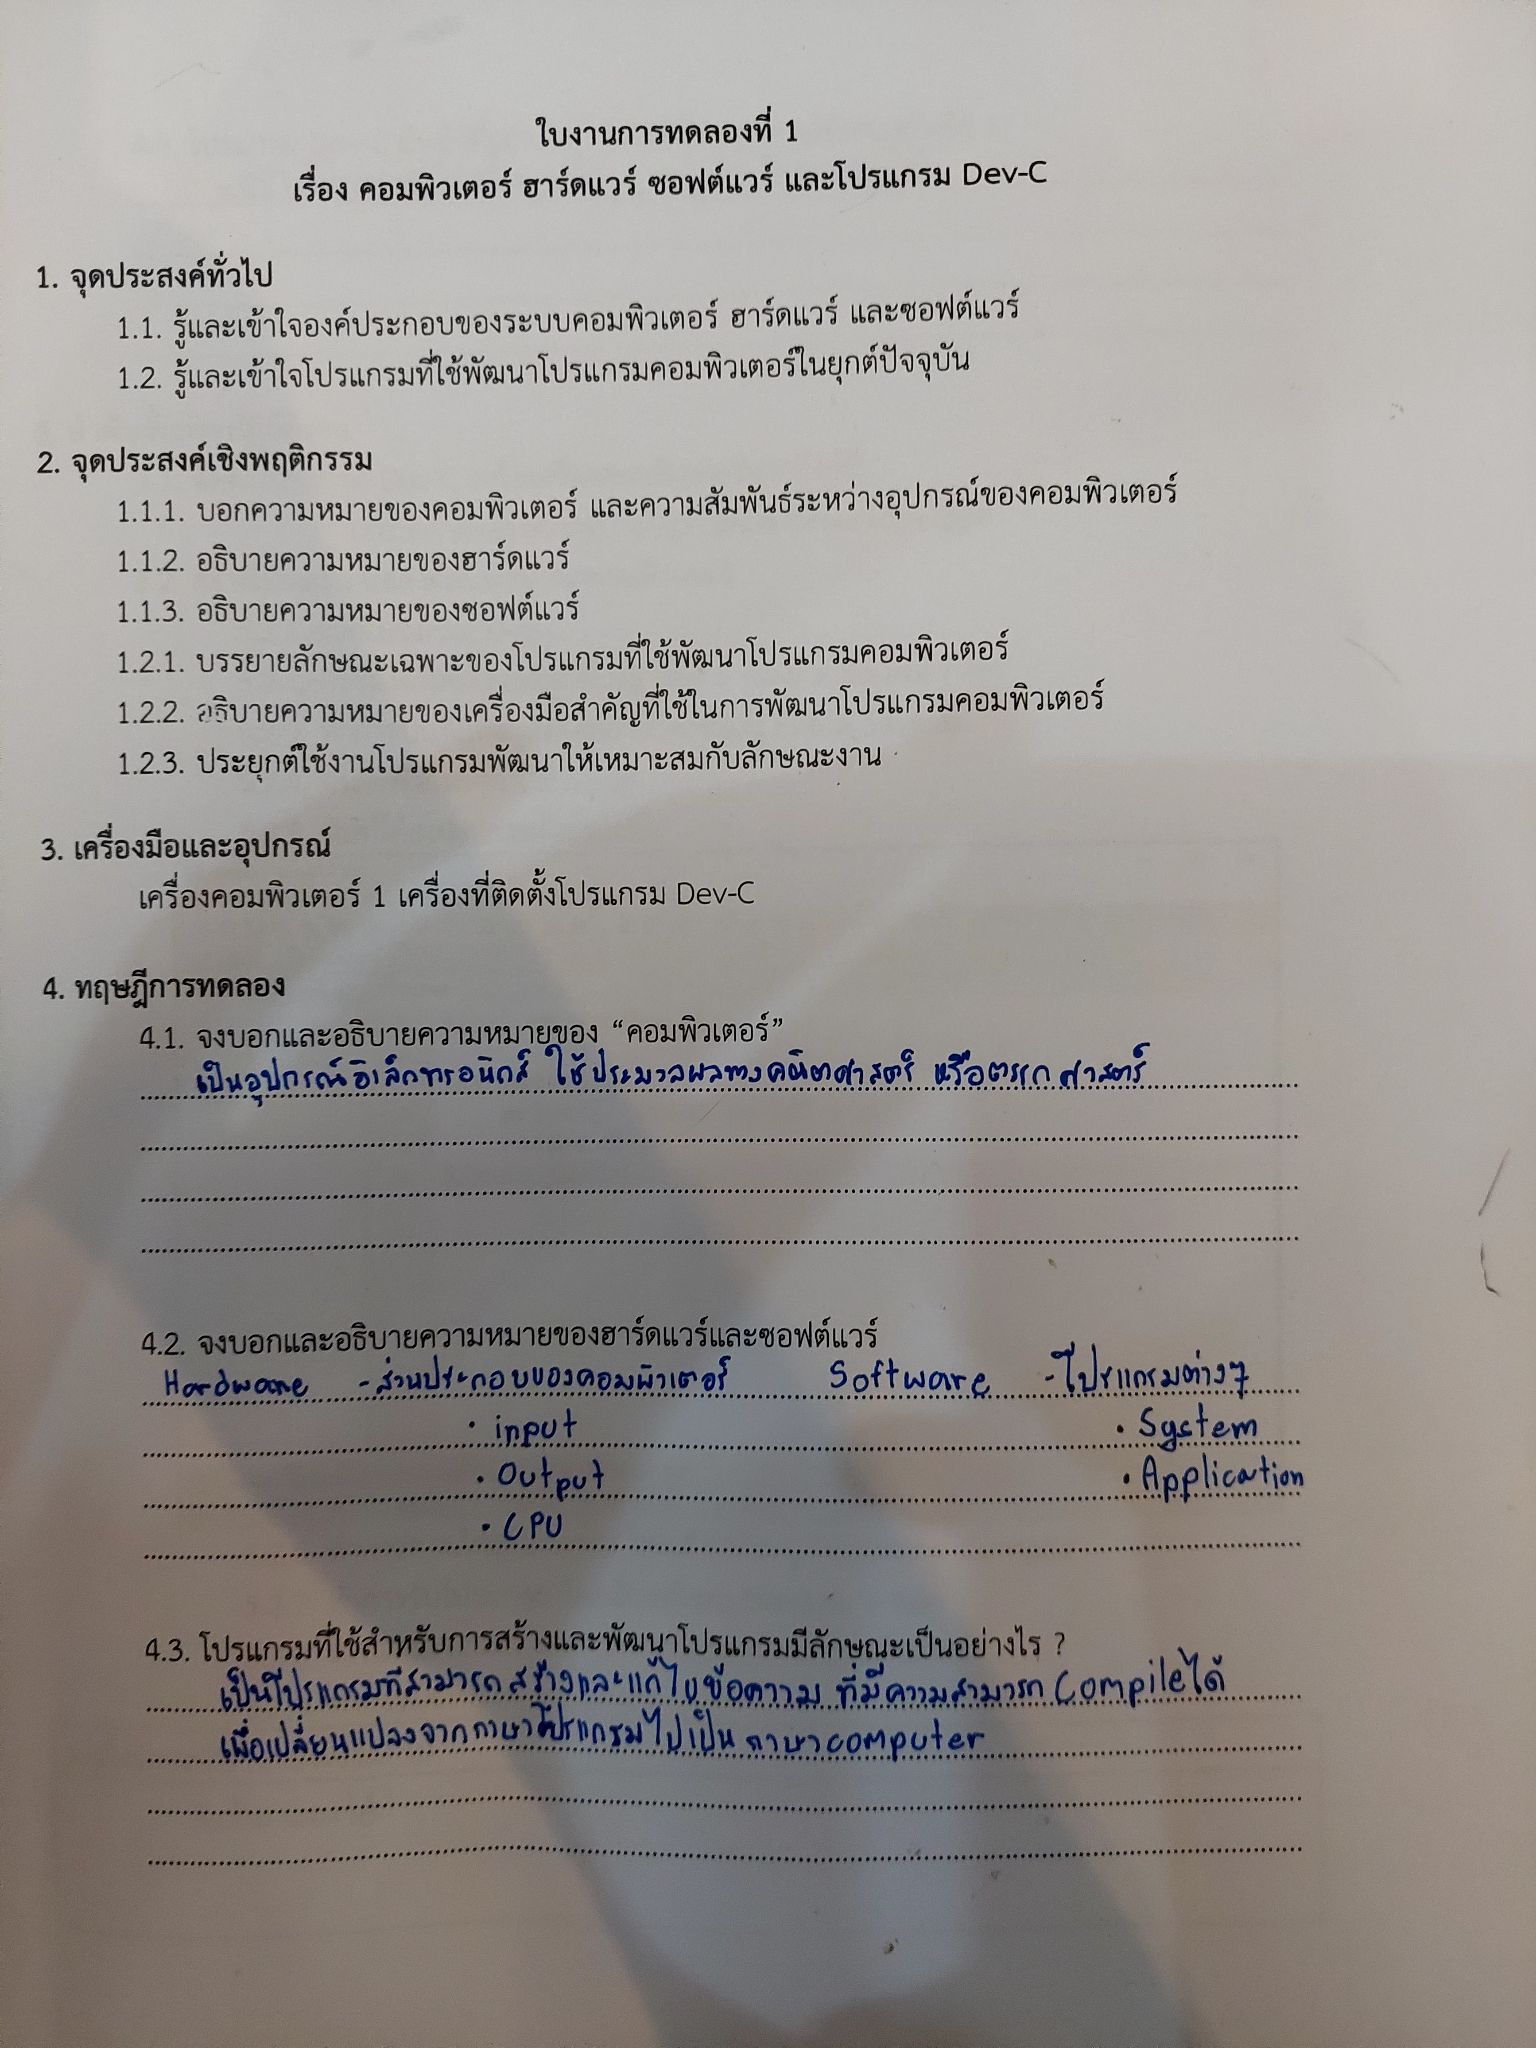 ใบงานการทดลองที่ 1
เรื่อง คอมพิวเตอร์ ฮาร์ดแวร์ ซอฟต์แวร์ และโปรแกรม Dev-C
1. จุดประสงค์ทั่วไป
1.1. รู้และเข้าใจองค์ประกอบของระบบคอมพิวเตอร์ ฮาร์ดแวร์ และซอฟต์แวร์
1.2. รู้และเข้าใจโปรแกรมที่ใช้พัฒนาโปรแกรมคอมพิวเตอร์ในยุกต์ปัจจุบัน
2. จุดประสงค์เชิงพฤติกรรม
1.1.1. บอกความหมายของคอมพิวเตอร์ และความสัมพันธ์ระหว่างอุปกรณ์ของคอมพิวเตอร์
1.1.2. อธิบายความหมายของฮาร์ดแวร์
1.1.3. อธิบายความหมายของซอฟต์แวร์
1.2.1. บรรยายลักษณะเฉพาะของโปรแกรมที่ใช้พัฒนาโปรแกรมคอมพิวเตอร์
1.2.2. อธิบายความหมายของเครื่องมือสำคัญที่ใช้ในการพัฒนาโปรแกรมคอมพิวเตอร์
1.2.3. ประยุกต์ใช้งานโปรแกรมพัฒนาให้เหมาะสมกับลักษณะงาน
3. เครื่องมือและอุปกรณ์
เครื่องคอมพิวเตอร์ 1 เครื่องที่ติดตั้งโปรแกรม Dev-C
4. ทฤษฎีการทดลอง
4.1. จงบอกและอธิบายความหมายของ “คอมพิวเตอร์”
เป็นอุปกรณ์อิเล็กทรอนิกส์ ใช้ประมวลผลทางคณิตศาสตร์ หรือตรรกศาสตร์
4.2. จงบอกและอธิบายความหมายของฮาร์ดแวร์และซอฟต์แวร์
Hardware - ส่วนประกอบของคอมพิวเตอร์ Software - โปรแกรมต่างๆ
• input • System
• Output • Application
• CPU
4.3. โปรแกรมที่ใช้สำหรับการสร้างและพัฒนาโปรแกรมมีลักษณะเป็นอย่างไร ?
เป็นโปรแกรมที่สามารถสร้างและแก้ไขข้อความ ที่มีความสามารถ Compile ได้
เพื่อเปลี่ยนแปลงจากภาษาโปรแกรมไปเป็นภาษา computer